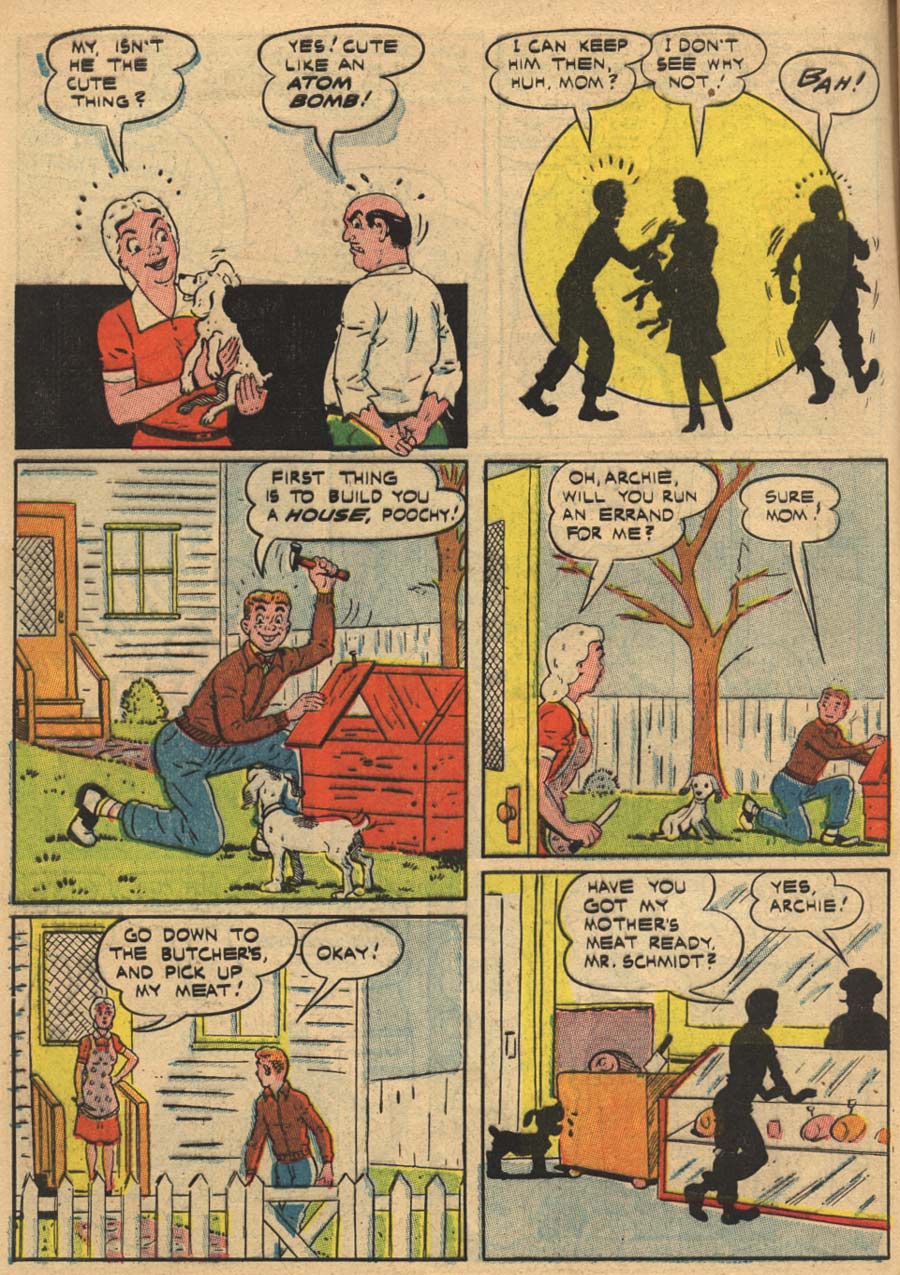 MY, ISN'T
HE THE
CUTE
THING?
YES! CUTE
LIKE AN
ATOM
BOMB!
I CAN KEEP
HIM THEN,
HUH, MOM?
I DON'T
SEE WHY
NOT!
BAH!
FIRST THING
IS TO BUILD YOU
A HOUSE, POOCHY!
OH, ARCHIE,
WILL YOU RUN
AN ERRAND
FOR ME?
SURE,
MOM!
GO DOWN TO
THE BUTCHER'S,
AND PICK UP
MY MEAT!
OKAY!
HAVE YOU
GOT MY
MOTHER'S
MEAT READY,
MR. SCHMIDT?
YES,
ARCHIE!